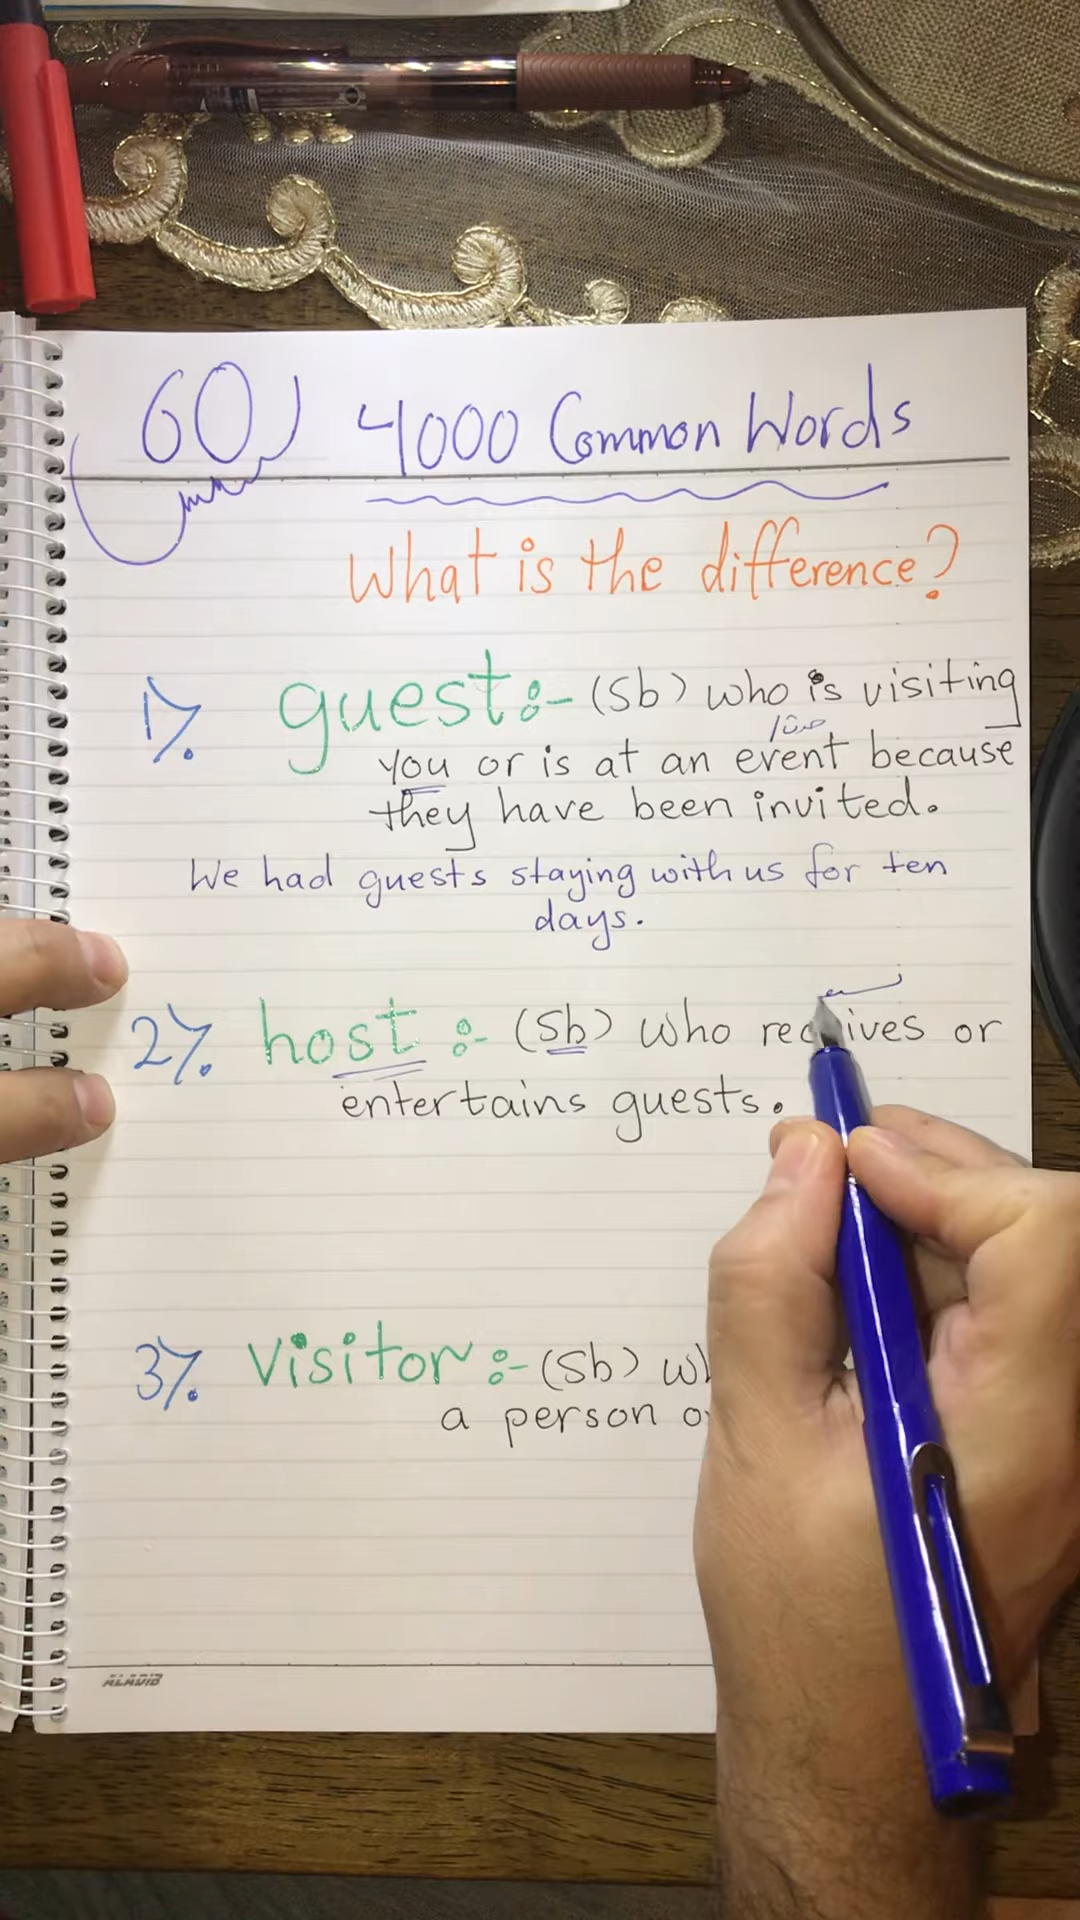 60 4000 Common Words
What is the difference?
1% guest:- (Sb) who is visiting
حدث/
you or is at an event because
they have been invited.
We had guests staying with us for ten
days.
2% host :- (Sb) who receives or
entertains guests.
3% visitor :- (Sb)
a person
ALADIB